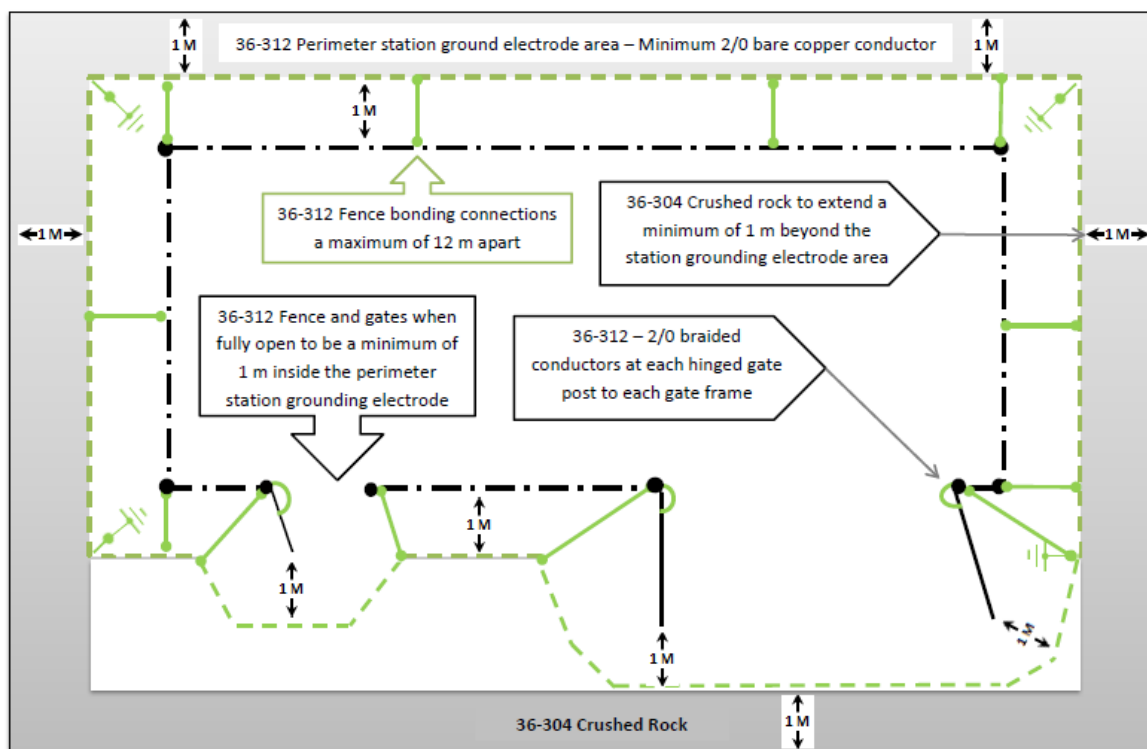 1 M
36-312 Perimeter station ground electrode area – Minimum 2/0 bare copper conductor
1 M
1 M
36-312 Fence bonding connections
a maximum of 12 m apart
36-304 Crushed rock to extend a
minimum of 1 m beyond the
station grounding electrode area
1 M
1 M
36-312 Fence and gates when
fully open to be a minimum of
1 m inside the perimeter
station grounding electrode
36-312 – 2/0 braided
conductors at each hinged gate
post to each gate frame
1 M
1 M
1 M
1 M
36-304 Crushed Rock
1 M